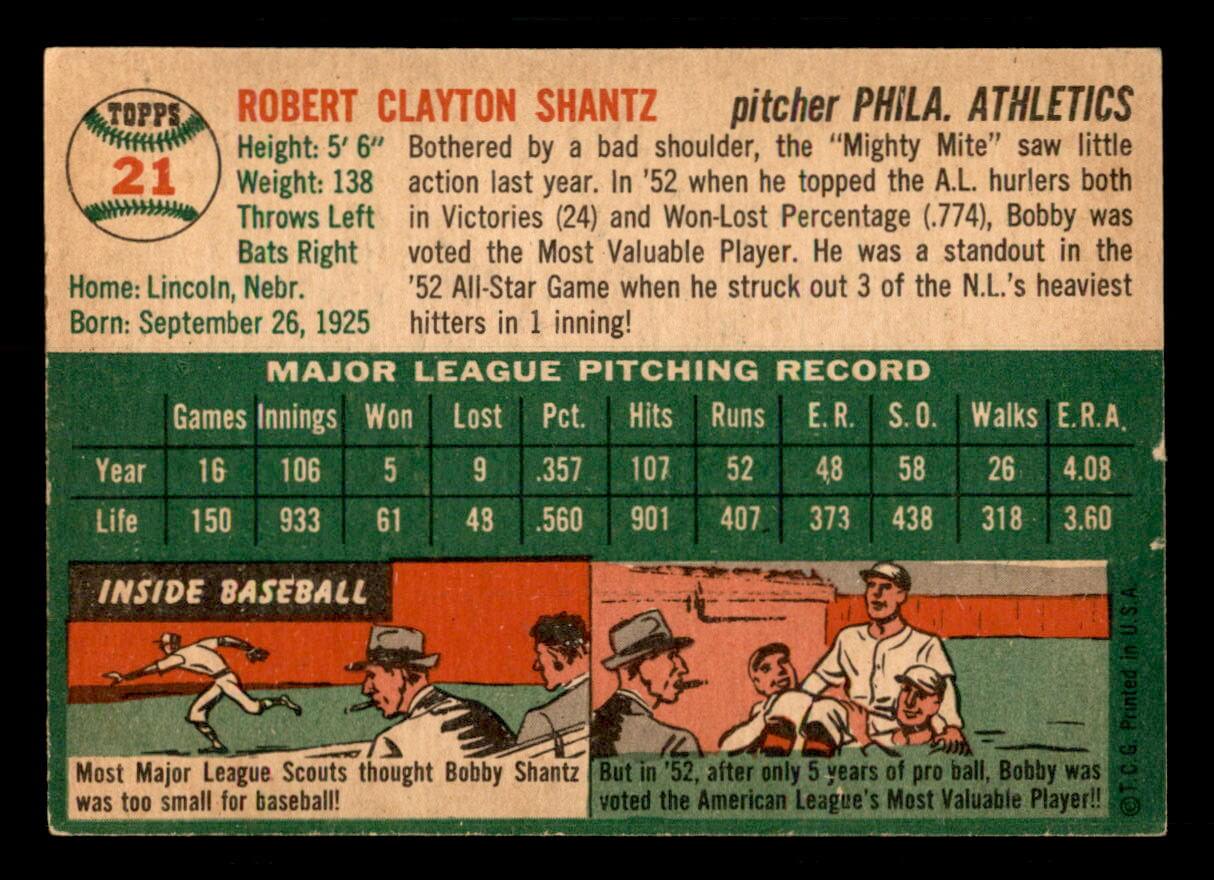 TOPPS
21
ROBERT CLAYTON SHANTZ
pitcher PHILA. ATHLETICS
Height: 5' 6"
Weight: 138
Throws Left
Bats Right
Home: Lincoln, Nebr.
Born: September 26, 1925
Bothered by a bad shoulder, the "Mighty Mite" saw little
action last year. In '52 when he topped the A.L. hurlers both
in Victories (24) and Won-Lost Percentage (.774), Bobby was
voted the Most Valuable Player. He was a standout in the
'52 All-Star Game when he struck out 3 of the N.L.'s heaviest
hitters in 1 inning!
MAJOR LEAGUE PITCHING RECORD
Games Innings Won Lost Pct. Hits Runs E.R. S.O. Walks E.R.A.
Year 16 106 5 9 .357 107 52 48 58 26 4.08
Life 150 933 61 48 .560 901 407 373 438 318 3.60
INSIDE BASEBALL
Most Major League Scouts thought Bobby Shantz
was too small for baseball!
But in '52, after only 5 years of pro ball, Bobby was
voted the American League's Most Valuable Player!!
© T.C.G. Printed in U.S.A